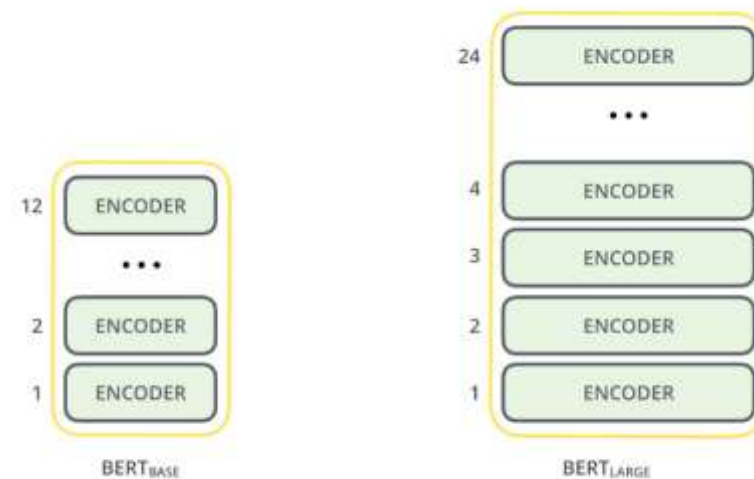 24 ENCODER
...
4 ENCODER
3 ENCODER
2 ENCODER
1 ENCODER
BERTLARGE
12 ENCODER
...
2 ENCODER
1 ENCODER
BERTBASE